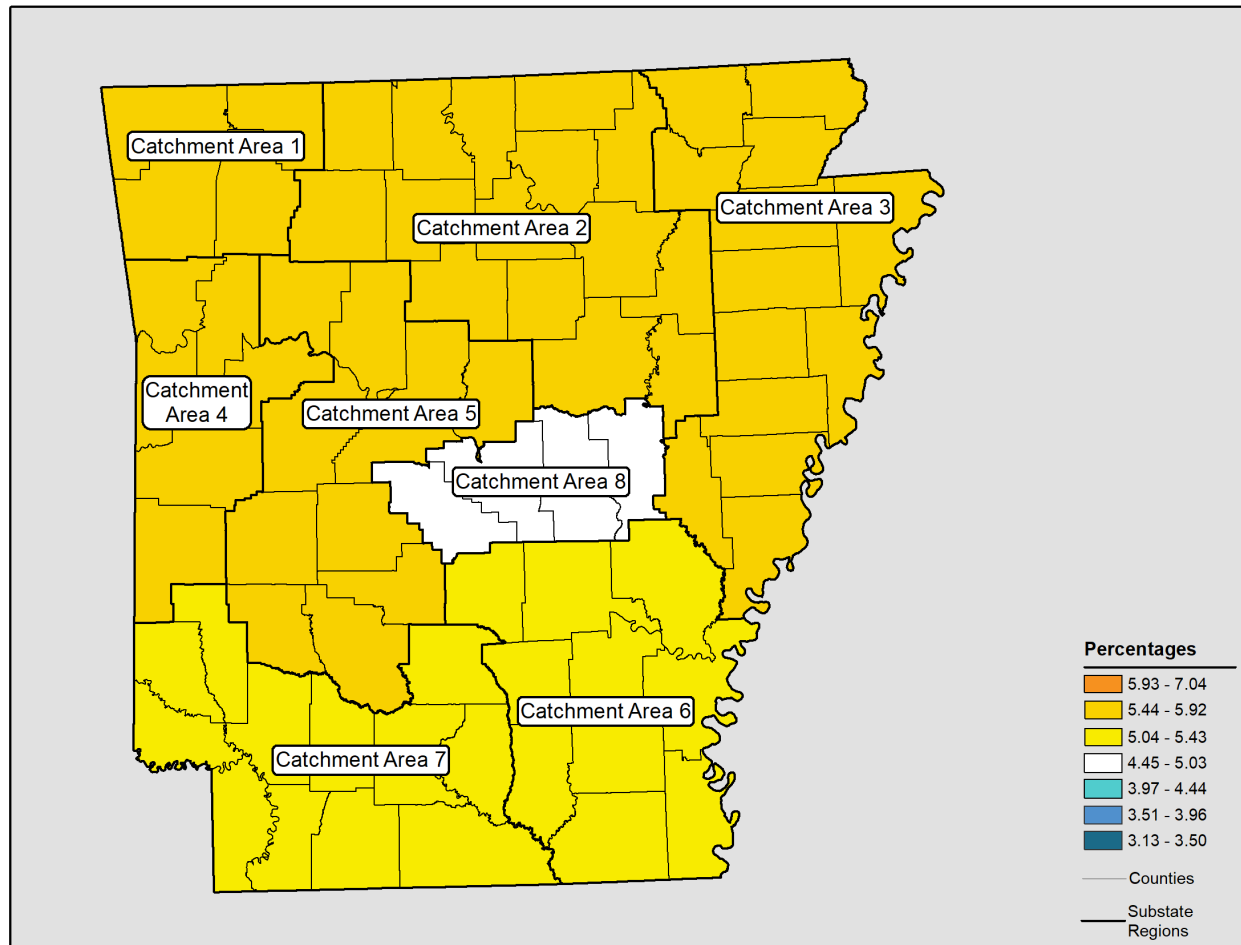 Catchment Area 1
Catchment Area 3
Catchment Area 2
Catchment
Area 4
Catchment Area 5
Catchment Area 8
Catchment Area 6
Catchment Area 7
Percentages
5.93 - 7.04
5.44 - 5.92
5.04 - 5.43
4.45 - 5.03
3.97 - 4.44
3.51 - 3.96
3.13 - 3.50
Counties
Substate
Regions